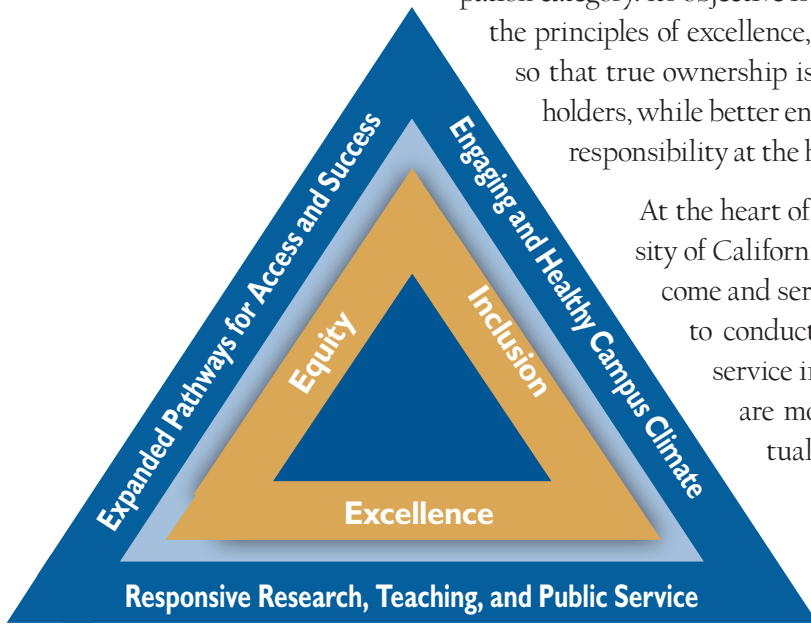 the principles of excellence,
so that true ownership is
holders, while better en
responsibility at the h
At the heart of
sity of Californ
come and ser
to conduct
service i
are mo
tual
Expanded Pathways for Access and Success
Engaging and Healthy Campus Climate
Equity
Inclusion
Excellence
Responsive Research, Teaching, and Public Service